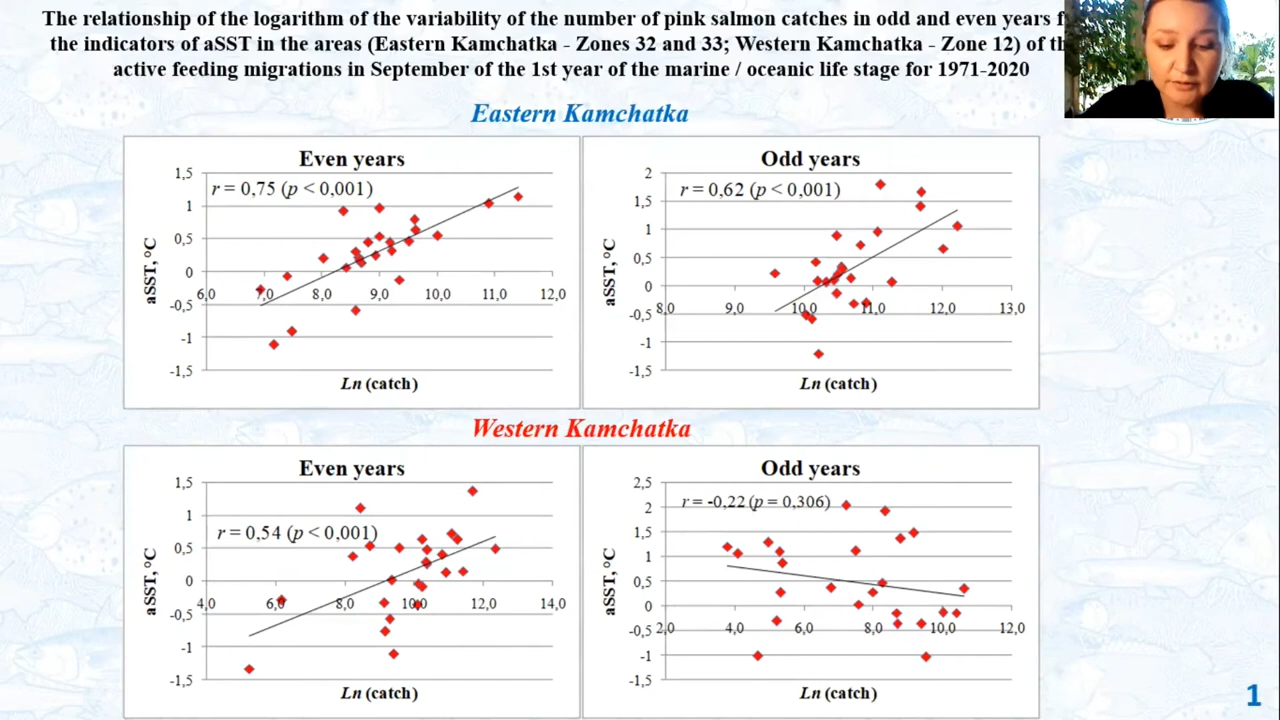 The relationship of the logarithm of the variability of the number of pink salmon catches in odd and even years
the indicators of aSST in the areas (Eastern Kamchatka - Zones 32 and 33; Western Kamchatka - Zone 12) of
active feeding migrations in September of the 1st year of the marine / oceanic life stage for 1971-2020
Eastern Kamchatka
Even years
r = 0,75 (p < 0,001)
1,5
1
0,5
0
-0,5
-1
-1,5
6,0 7,0 8,0 9,0 10,0 11,0 12,0
aSST, °C
Ln (catch)
Odd years
r = 0,62 (p < 0,001)
2
1,5
1
0,5
0
-0,5
-1
-1,5
8,0 9,0 10,0 11,0 12,0 13,0
aSST, °C
Ln (catch)
Western Kamchatka
Even years
r = 0,54 (p < 0,001)
1,5
1
0,5
0
-0,5
-1
-1,5
4,0 6,0 8,0 10,0 12,0 14,0
aSST, °C
Ln (catch)
Odd years
r = -0,22 (p = 0,306)
2,5
2
1,5
1
0,5
0
-0,5
-1
-1,5
2,0 4,0 6,0 8,0 10,0 12,0
aSST, °C
Ln (catch)
1